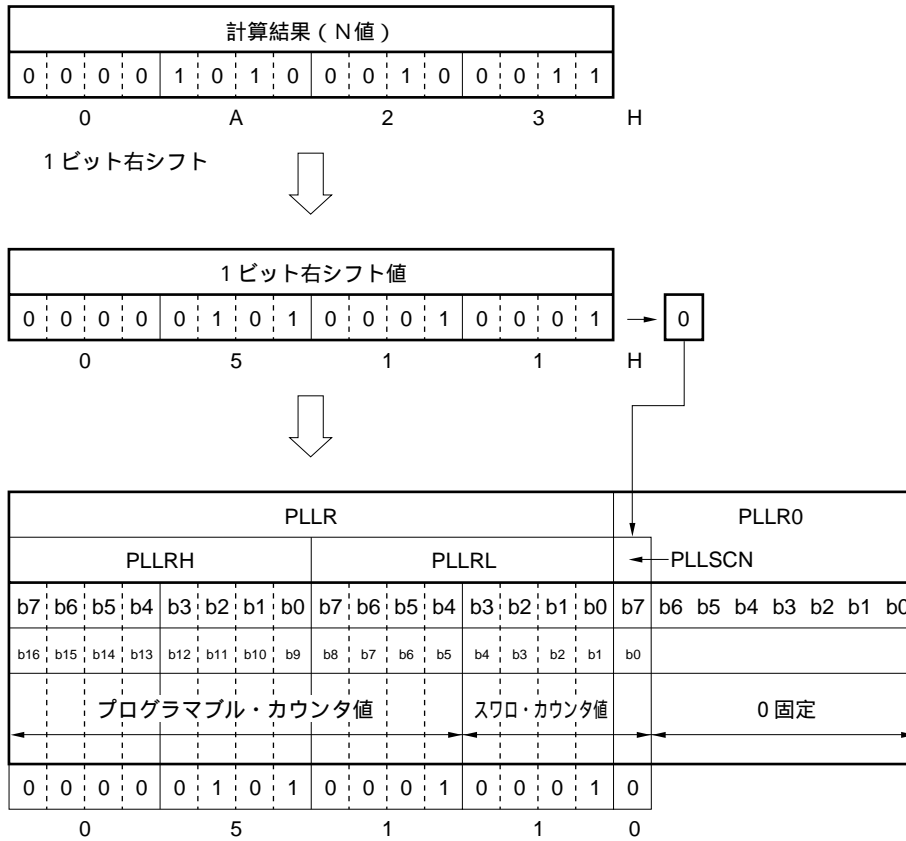 計算結果（N値）
0 0 0 0 1 0 1 0 0 0 1 0 0 0 1 1
0 A 2 3 H
1ビット右シフト
1ビット右シフト値
0 0 0 0 0 1 0 1 0 0 0 1 0 0 0 1 0
0 5 1 1 H
PLLR PLLR0
PLLRH PLLRL PLLSCN
b7 b6 b5 b4 b3 b2 b1 b0 b7 b6 b5 b4 b3 b2 b1 b0 b7 b6 b5 b4 b3 b2 b1 b0
b16 b15 b14 b13 b12 b11 b10 b9 b8 b7 b6 b5 b4 b3 b2 b1 b0
プログラマブル・カウンタ値 スワロ・カウンタ値 0固定
0 0 0 0 0 1 0 1 0 0 0 1 0 0 0 1 0
0 5 1 1 0